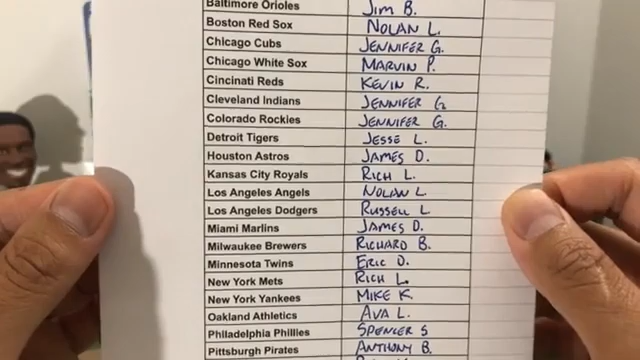 Baltimore Orioles JIM B.
Boston Red Sox NOLAN L.
Chicago Cubs JENNIFER G.
Chicago White Sox MARVIN P.
Cincinati Reds KEVIN R.
Cleveland Indians JENNIFER G
Colorado Rockies JENNIFER G.
Detroit Tigers JESSE L.
Houston Astros JAMES D.
Kansas City Royals RICH L.
Los Angeles Angels NOLAN L.
Los Angeles Dodgers RUSSELL L
Miami Marlins JAMES D.
Milwaukee Brewers RICHARD B.
Minnesota Twins ERIC D.
New York Mets RICH L.
New York Yankees MIKE K.
Oakland Athletics AVA L.
Philadelphia Phillies SPENCER S
Pittsburgh Pirates ANTHONY B.